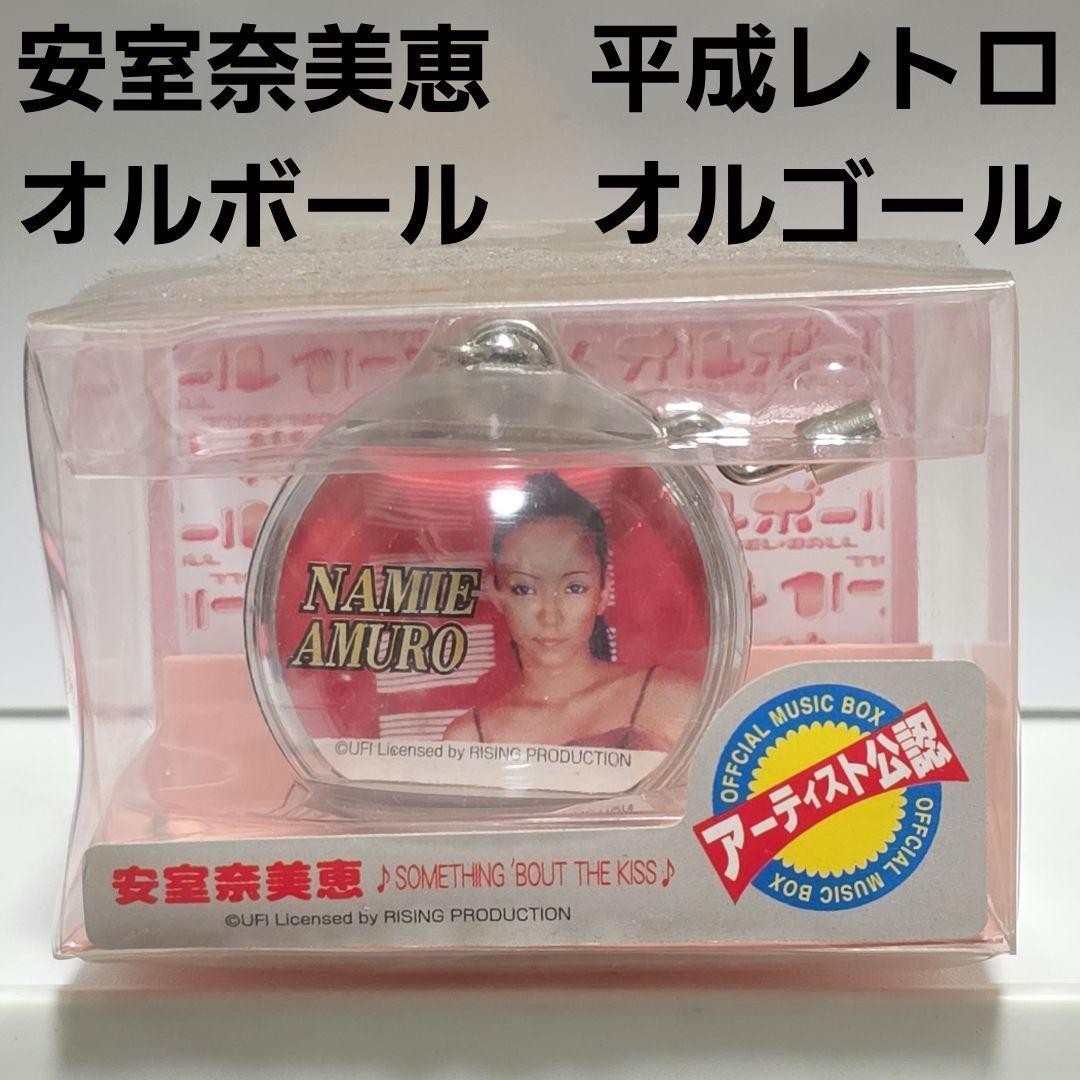 安室奈美恵　平成レトロ
オルボール　オルゴール
NAMIE
AMURO
©UFI Licensed by RISING PRODUCTION
OFFCIAL MUSIC BOX
アーティスト公認
OFFCIAL MUSIC BOX
安室奈美恵 ♪SOMETHING 'BOUT THE KISS♪
©UFI Licensed by RISING PRODUCTION